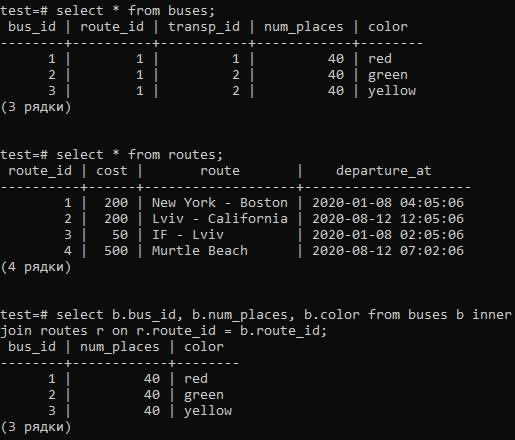 test=# select * from buses;
 bus_id | route_id | transp_id | num_places | color
--------+----------+-----------+------------+--------
      1 |        1 |         1 |         40 | red
      2 |        1 |         2 |         40 | green
      3 |        1 |         2 |         40 | yellow
(3 рядки)
test=# select * from routes;
 route_id | cost |       route       |    departure_at
----------+------+-------------------+---------------------
        1 |  200 | New York - Boston | 2020-01-08 04:05:06
        2 |  200 | Lviv - California | 2020-08-12 12:05:06
        3 |   50 | IF - Lviv         | 2020-01-08 02:05:06
        4 |  500 | Murtle Beach      | 2020-08-12 07:02:06
(4 рядки)
test=# select b.bus_id, b.num_places, b.color from buses b inner
join routes r on r.route_id = b.route_id;
 bus_id | num_places | color
--------+------------+--------
      1 |         40 | red
      2 |         40 | green
      3 |         40 | yellow
(3 рядки)